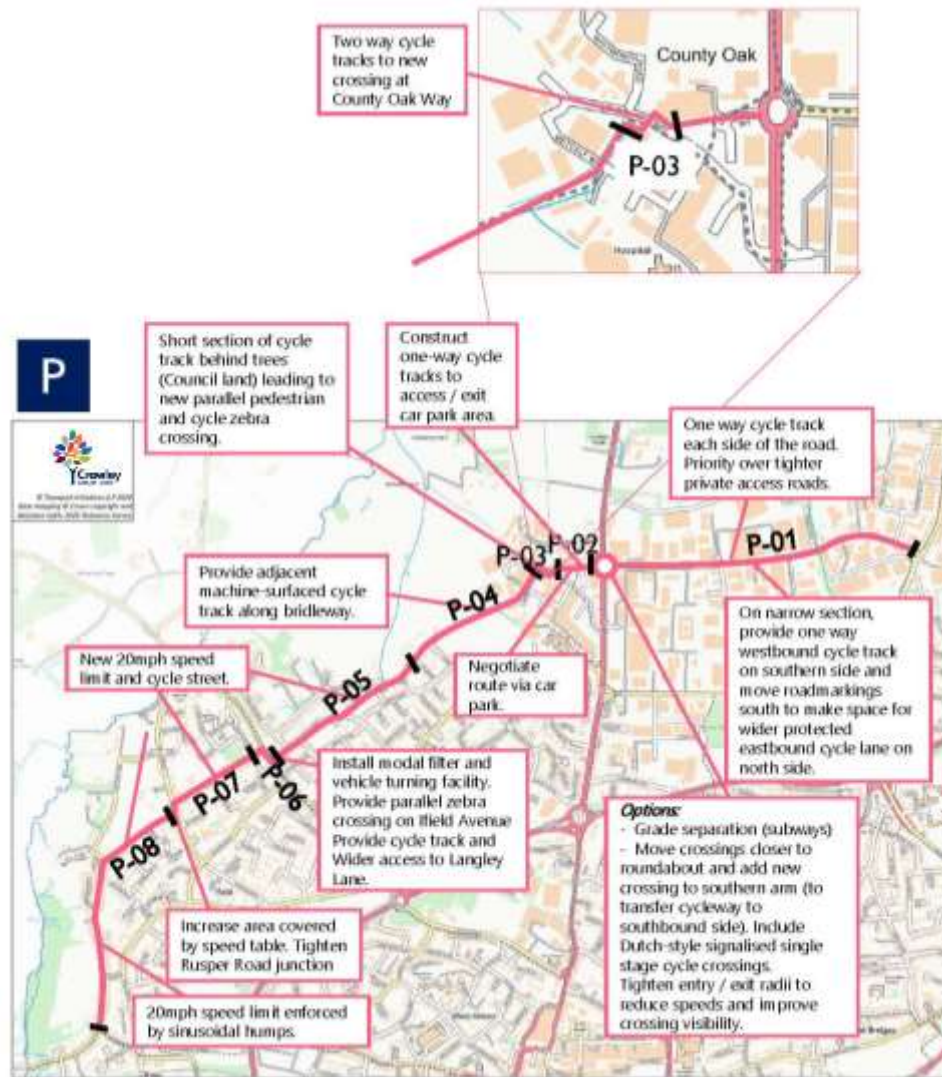 Two way cycle
tracks to new
crossing at
County Oak Way
County Oak
P-03
Hospital
P
Short section of cycle
track behind trees
(Council land) leading to
new parallel pedestrian
and cycle zebra
crossing.
Construct
one-way cycle
tracks to
access / exit
car park area.
One way cycle track
each side of the road.
Priority over tighter
private access roads.
Crawley
P-03
P-02
P-01
Provide adjacent
machine-surfaced cycle
track along bridleway.
P-04
On narrow section,
provide one way
westbound cycle track
on southern side and
move roadmarkings
south to make space for
wider protected
eastbound cycle lane on
north side.
New 20mph speed
limit and cycle street.
P-05
Negotiate
route via car
park.
P-07
P-06
Install modal filter and
vehicle turning facility.
Provide parallel zebra
crossing on Ifield Avenue
Provide cycle track and
Wider access to Langley
Lane.
P-08
Options:
- Grade separation (subways)
- Move crossings closer to
roundabout and add new
crossing to southern arm (to
transfer cycleway to
southbound side). Include
Dutch-style signalised single
stage cycle crossings.
Tighten entry / exit radii to
reduce speeds and improve
crossing visibility.
Increase area covered
by speed table. Tighten
Rusper Road junction
20mph speed limit enforced
by sinusoidal humps.